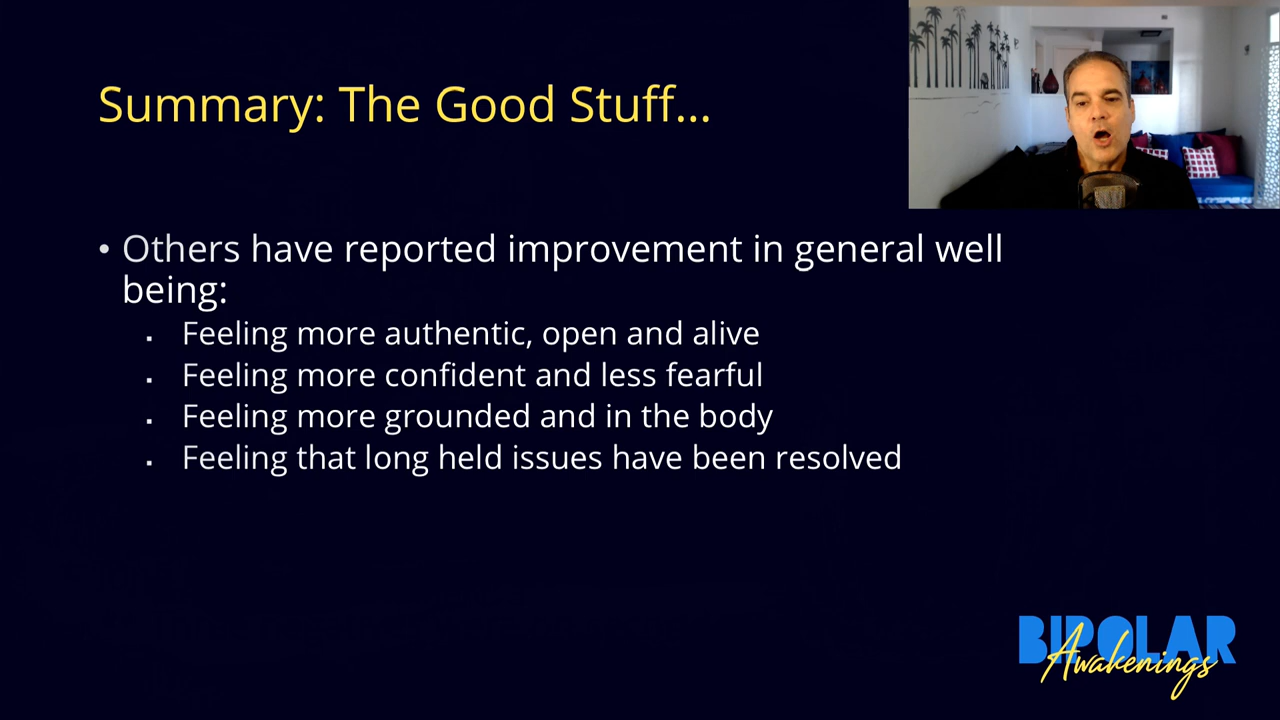 Summary: The Good Stuff...
• Others have reported improvement in general well
being:
▪ Feeling more authentic, open and alive
▪ Feeling more confident and less fearful
▪ Feeling more grounded and in the body
▪ Feeling that long held issues have been resolved
BIPOLAR
Awakenings